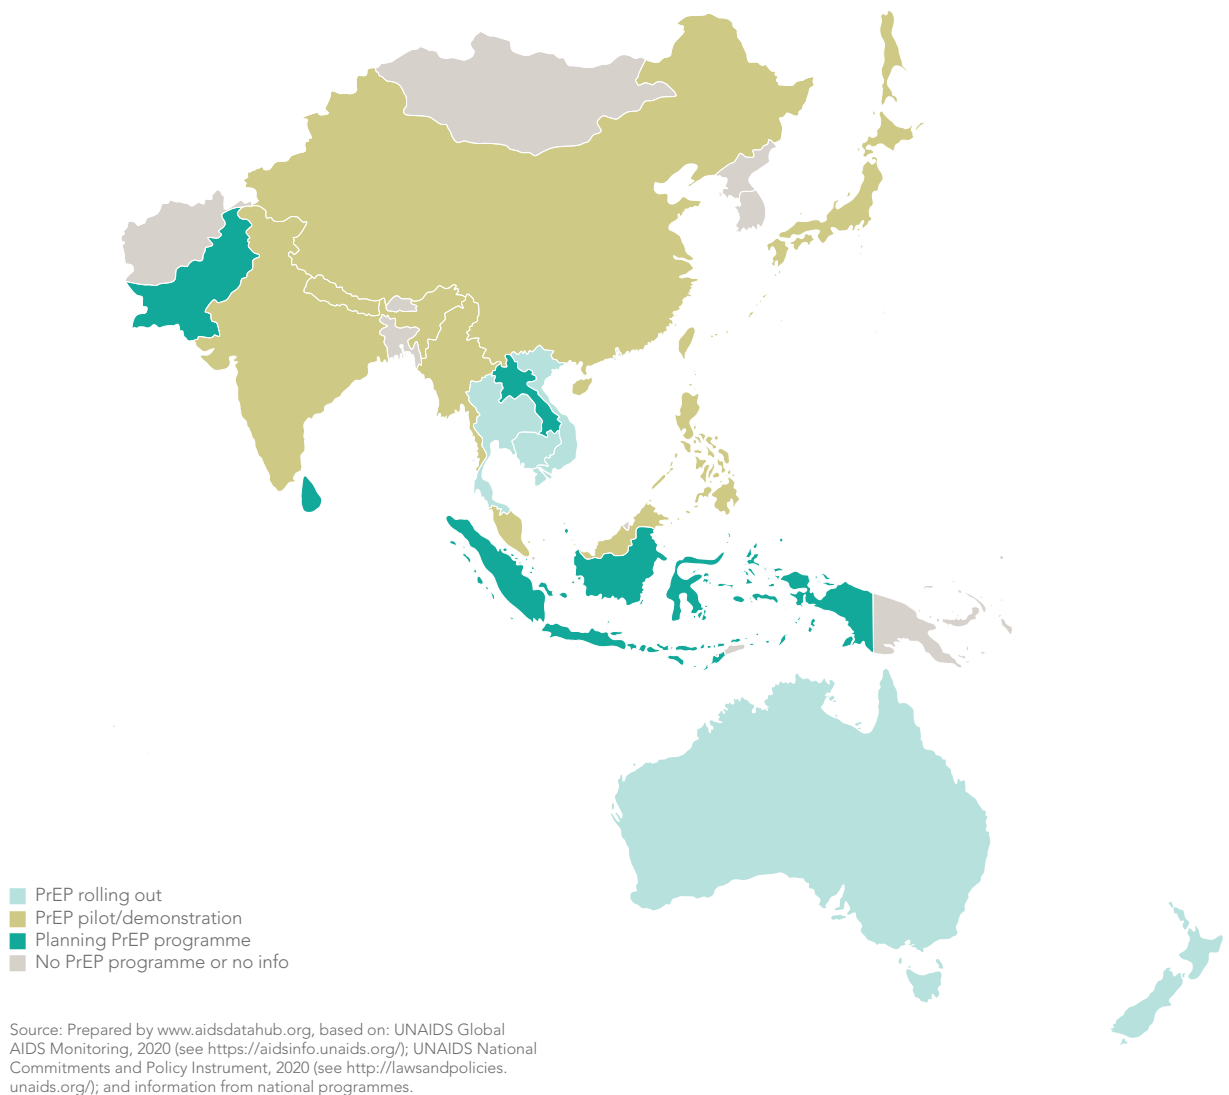 PrEP rolling out
PrEP pilot/demonstration
Planning PrEP programme
No PrEP programme or no info
Source: Prepared by www.aidsdatahub.org, based on: UNAIDS Global
AIDS Monitoring, 2020 (see https://aidsinfo.unaids.org/); UNAIDS National
Commitments and Policy Instrument, 2020 (see http://lawsandpolicies.
unaids.org/); and information from national programmes.